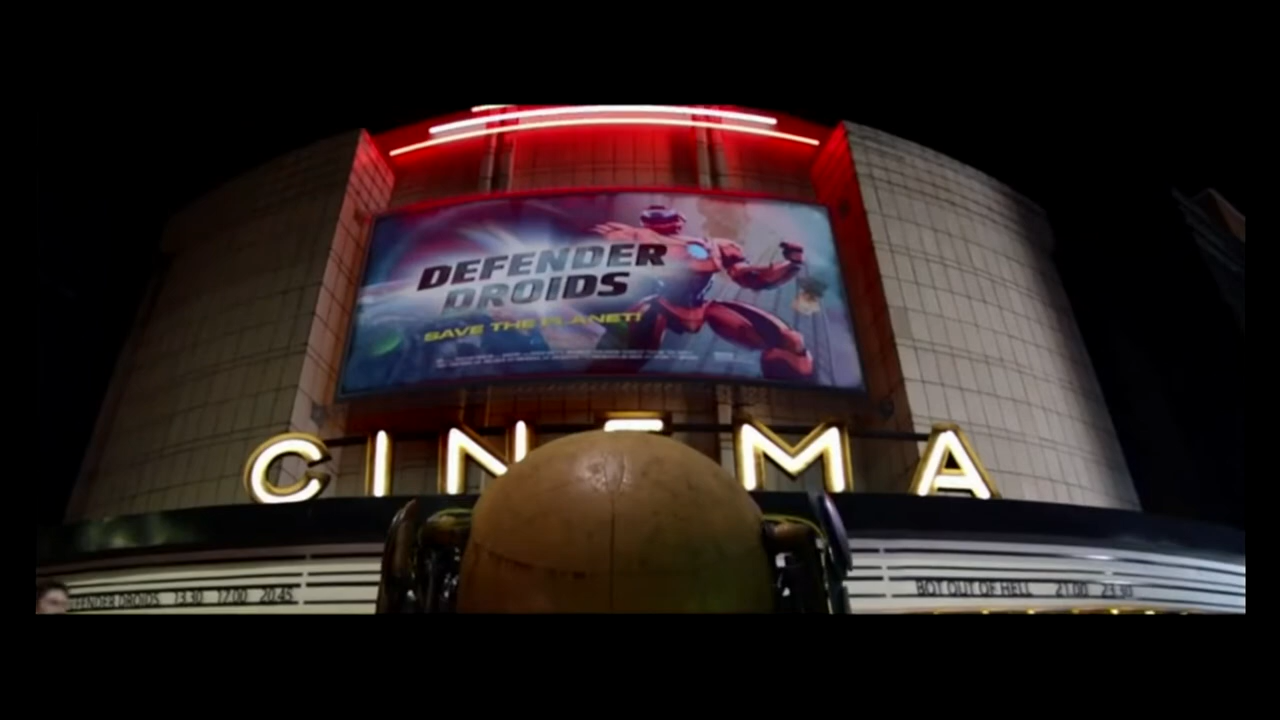 DEFENDER
DROIDS
SAVE THE PLANET!
CINEMA
DEFENDER DROIDS 13.30 17.00 20.45
BOT OUT OF HELL 21.00 23.30